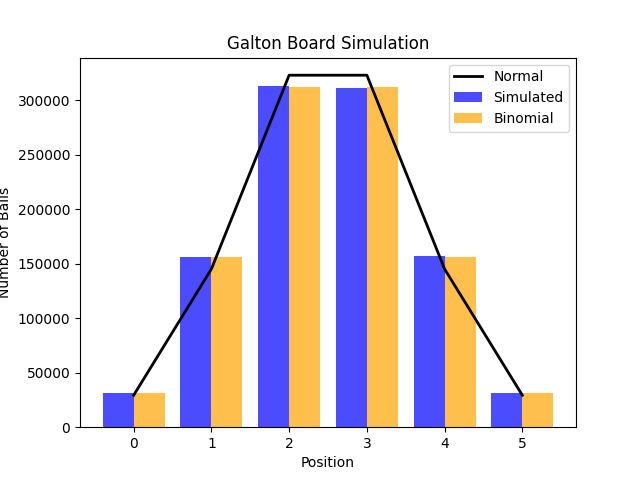 Galton Board Simulation
Normal
Simulated
Binomial
300000
250000
200000
150000
100000
50000
0
Number of Balls
0 1 2 3 4 5
Position